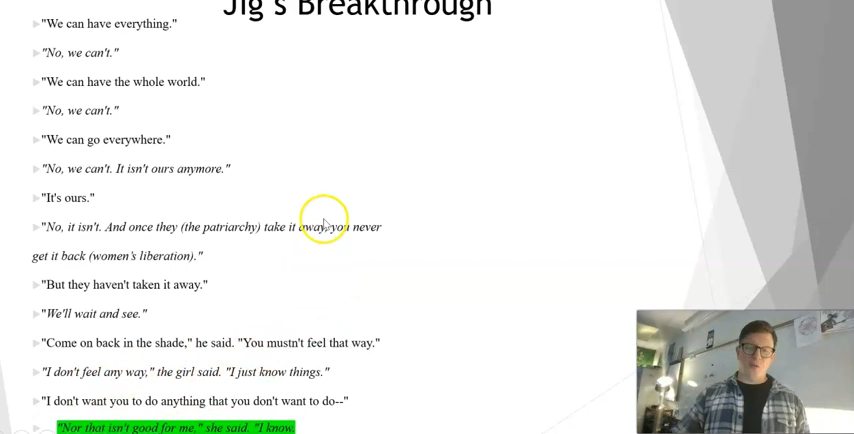 Jig's Breakthrough
"We can have everything."
"No, we can't."
"We can have the whole world."
"No, we can't."
"We can go everywhere."
"No, we can't. It isn't ours anymore."
"It's ours."
"No, it isn't. And once they (the patriarchy) take it away, you never
get it back (women's liberation)."
"But they haven't taken it away."
"We'll wait and see."
"Come on back in the shade," he said. "You mustn't feel that way."
"I don't feel any way," the girl said. "I just know things."
"I don't want you to do anything that you don't want to do--"
"Nor that isn't good for me," she said. "I know.